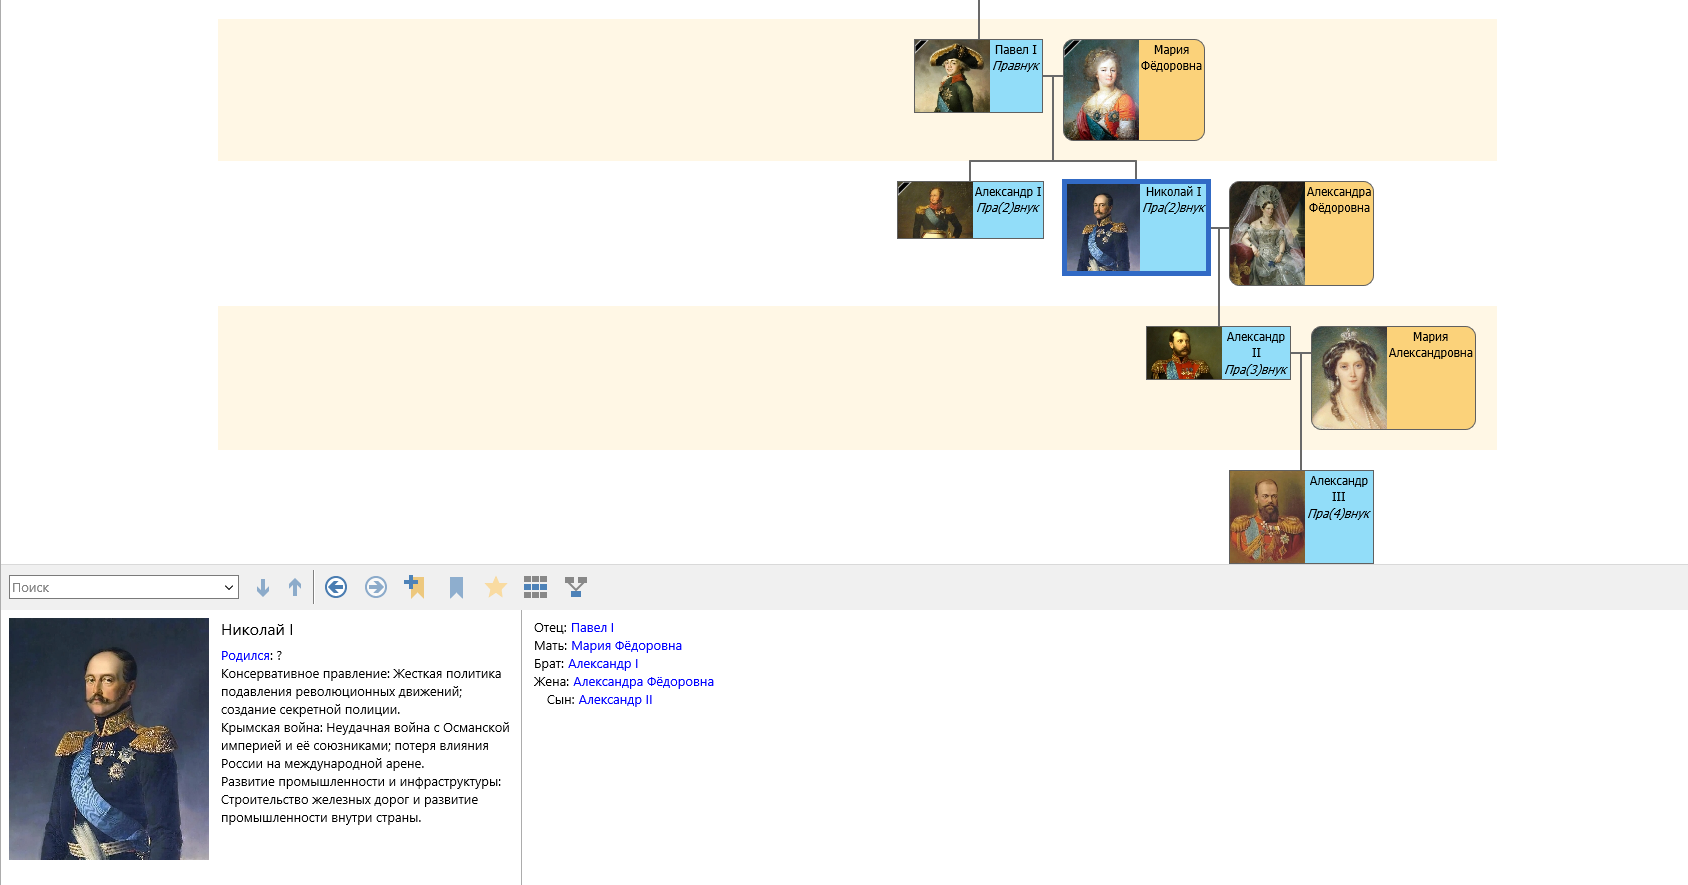 Павел I
Правнук
Мария
Фёдоровна
Александр I
Пра(2)внук
Николай I
Пра(2)внук
Александра
Фёдоровна
Александр
II
Пра(3)внук
Мария
Александровна
Александр
III
Пра(4)внук
Поиск
Николай I
Родился: ?
Консервативное правление: Жесткая политика
подавления революционных движений;
создание секретной полиции.
Крымская война: Неудачная война с Османской
империей и её союзниками; потеря влияния
России на международной арене.
Развитие промышленности и инфраструктуры:
Строительство железных дорог и развитие
промышленности внутри страны.
Отец: Павел I
Мать: Мария Фёдоровна
Брат: Александр I
Жена: Александра Фёдоровна
Сын: Александр II